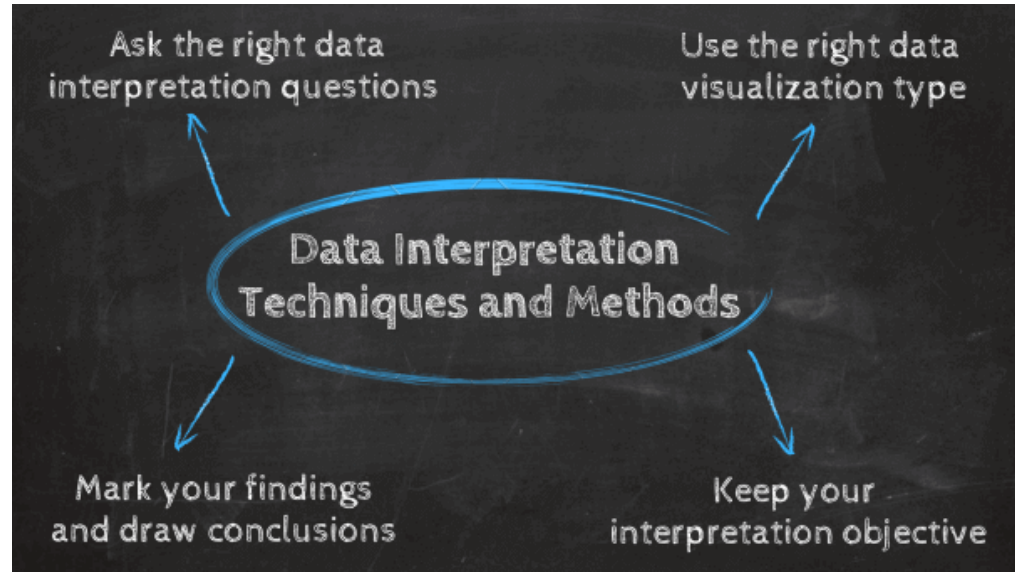 Ask the right data
interpretation questions
Use the right data
visualization type
Data Interpretation
Techniques and Methods
Mark your findings
and draw conclusions
Keep your
interpretation objective